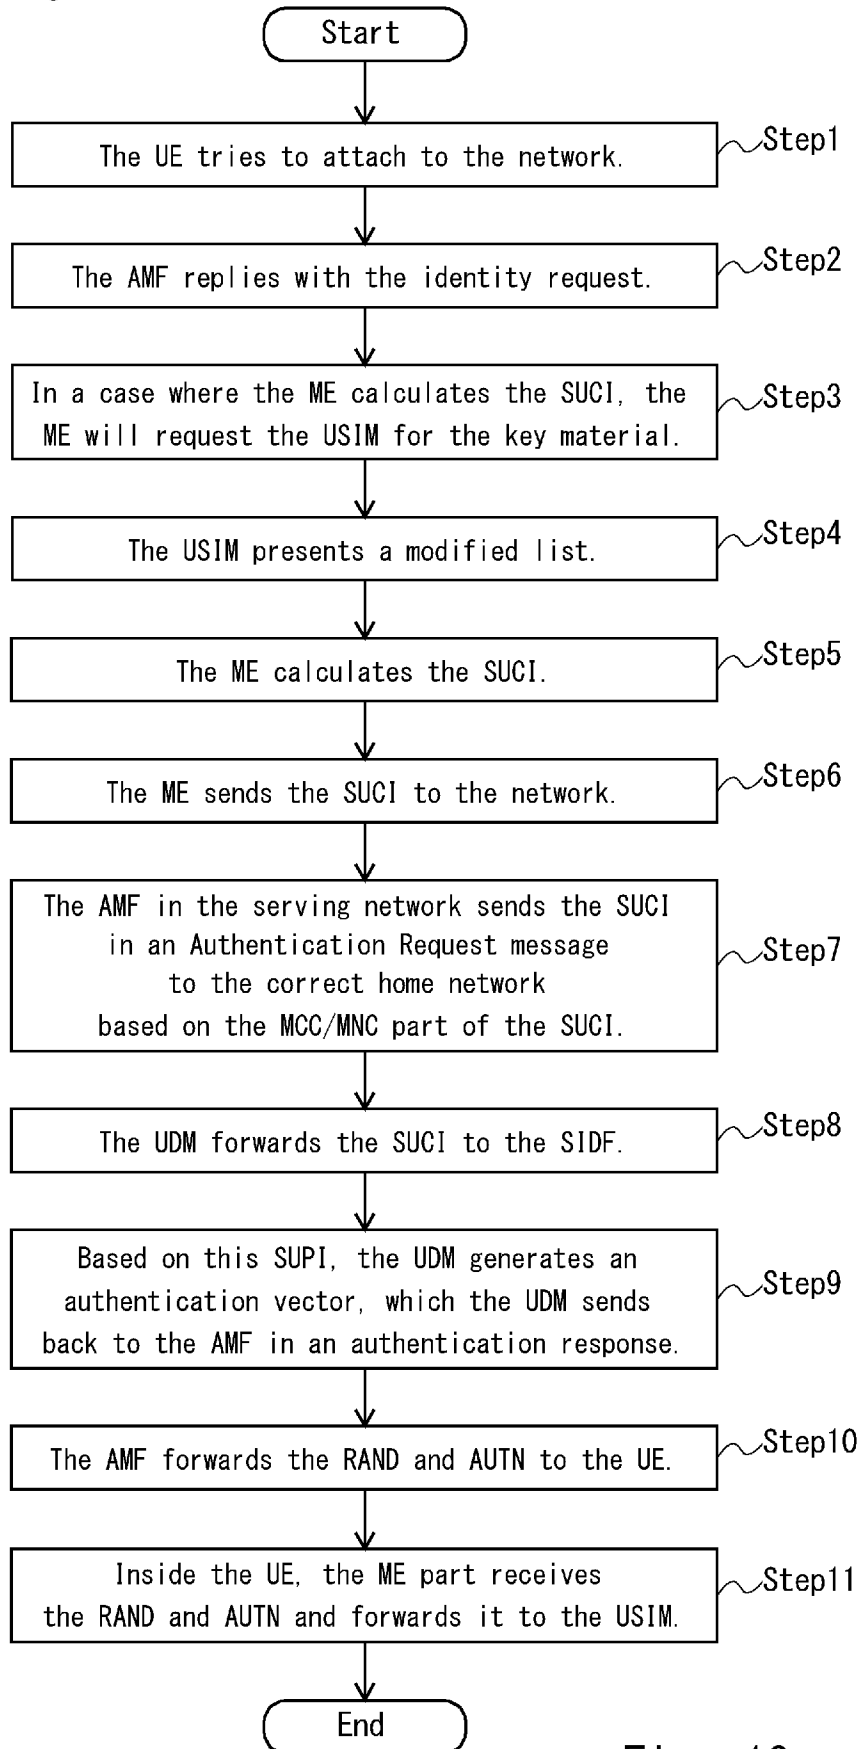 Start
The UE tries to attach to the network.
Step1
The AMF replies with the identity request.
Step2
In a case where the ME calculates the SUCI, the
ME will request the USIM for the key material.
Step3
The USIM presents a modified list.
Step4
The ME calculates the SUCI.
Step5
The ME sends the SUCI to the network.
Step6
The AMF in the serving network sends the SUCI
in an Authentication Request message
to the correct home network
based on the MCC/MNC part of the SUCI.
Step7
The UDM forwards the SUCI to the SIDF.
Step8
Based on this SUPI, the UDM generates an
authentication vector, which the UDM sends
back to the AMF in an authentication response.
Step9
The AMF forwards the RAND and AUTN to the UE.
Step10
Inside the UE, the ME part receives
the RAND and AUTN and forwards it to the USIM.
Step11
End